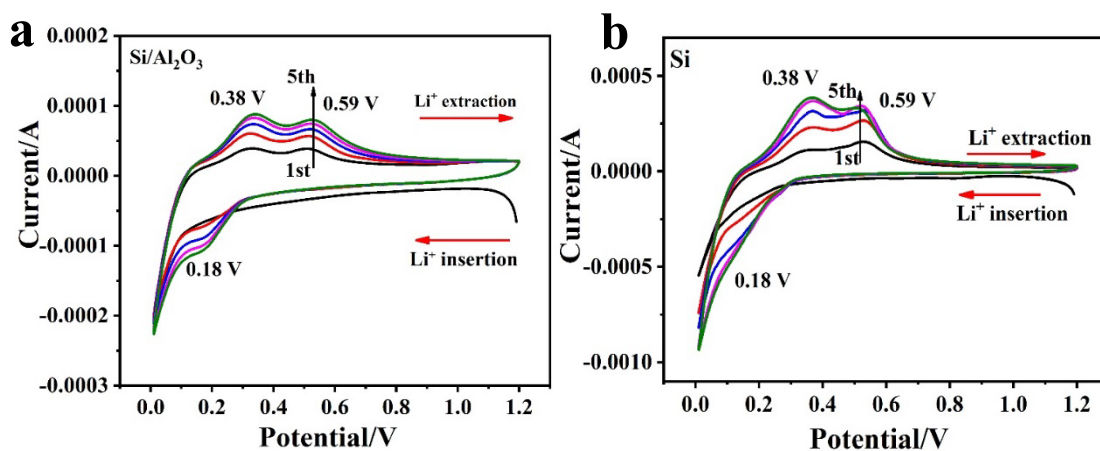 a
Si/Al₂O₃
0.0002
0.0001
0.0000
-0.0001
-0.0002
-0.0003
Current/A
0.38 V
5th
0.59 V
1st
Li⁺ extraction
Li⁺ insertion
0.18 V
0.0 0.2 0.4 0.6 0.8 1.0 1.2
Potential/V
b
Si
0.0005
0.0000
-0.0005
-0.0010
Current/A
0.38 V
5th
0.59 V
1st
Li⁺ extraction
Li⁺ insertion
0.18 V
0.0 0.2 0.4 0.6 0.8 1.0 1.2
Potential/V